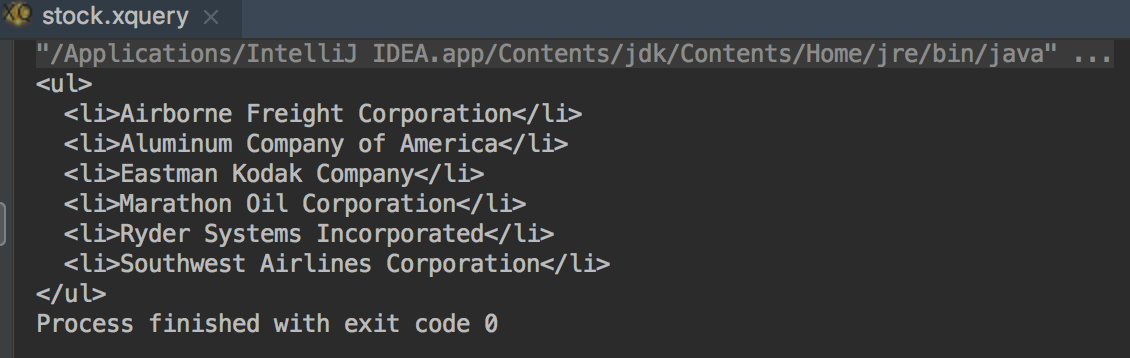 stock.xquery
"/Applications/IntelliJ IDEA.app/Contents/jdk/Contents/Home/jre/bin/java" ...
<ul>
  <li>Airborne Freight Corporation</li>
  <li>Aluminum Company of America</li>
  <li>Eastman Kodak Company</li>
  <li>Marathon Oil Corporation</li>
  <li>Ryder Systems Incorporated</li>
  <li>Southwest Airlines Corporation</li>
</ul>
Process finished with exit code 0